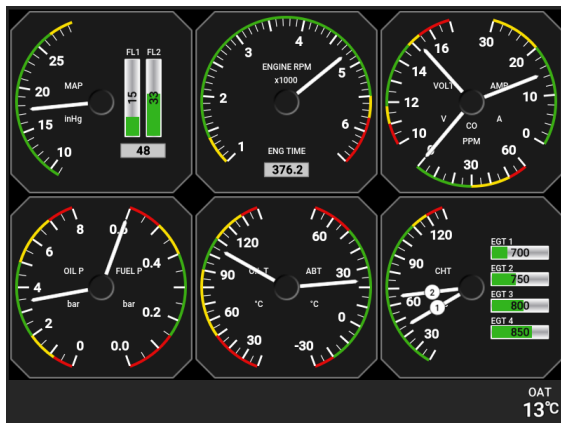 25
20
15
10
MAP
inHg
FL1 FL2
15 33
48
1
2
3
4
5
6
ENGINE RPM
x1000
ENG TIME
376.2
16
14
12
10
VOLT
V
AMP
A
30
20
10
0
CO
PPM
0
30
60
8
6
4
2
0
OIL P
bar
FUEL P
bar
0.6
0.4
0.2
0.0
120
90
60
30
°C
ABT
°C
60
30
0
-30
120
90
60
30
CHT
2
1
EGT 1
700
EGT 2
750
EGT 3
800
EGT 4
850
OAT
13°C